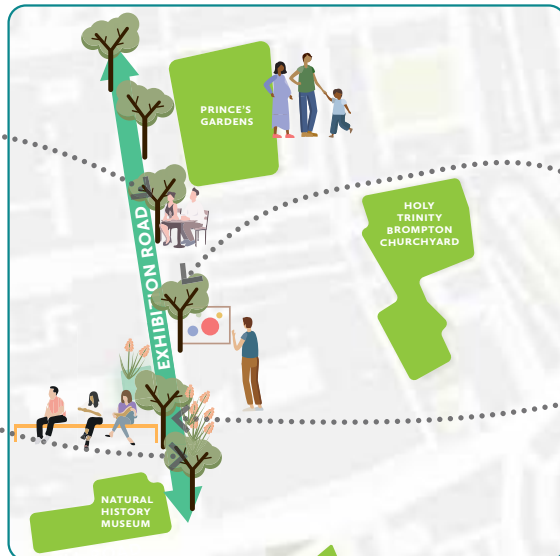 PRINCE'S
GARDENS
HOLY
TRINITY
BROMPTON
CHURCHYARD
EXHIBITION ROAD
NATURAL
HISTORY
MUSEUM